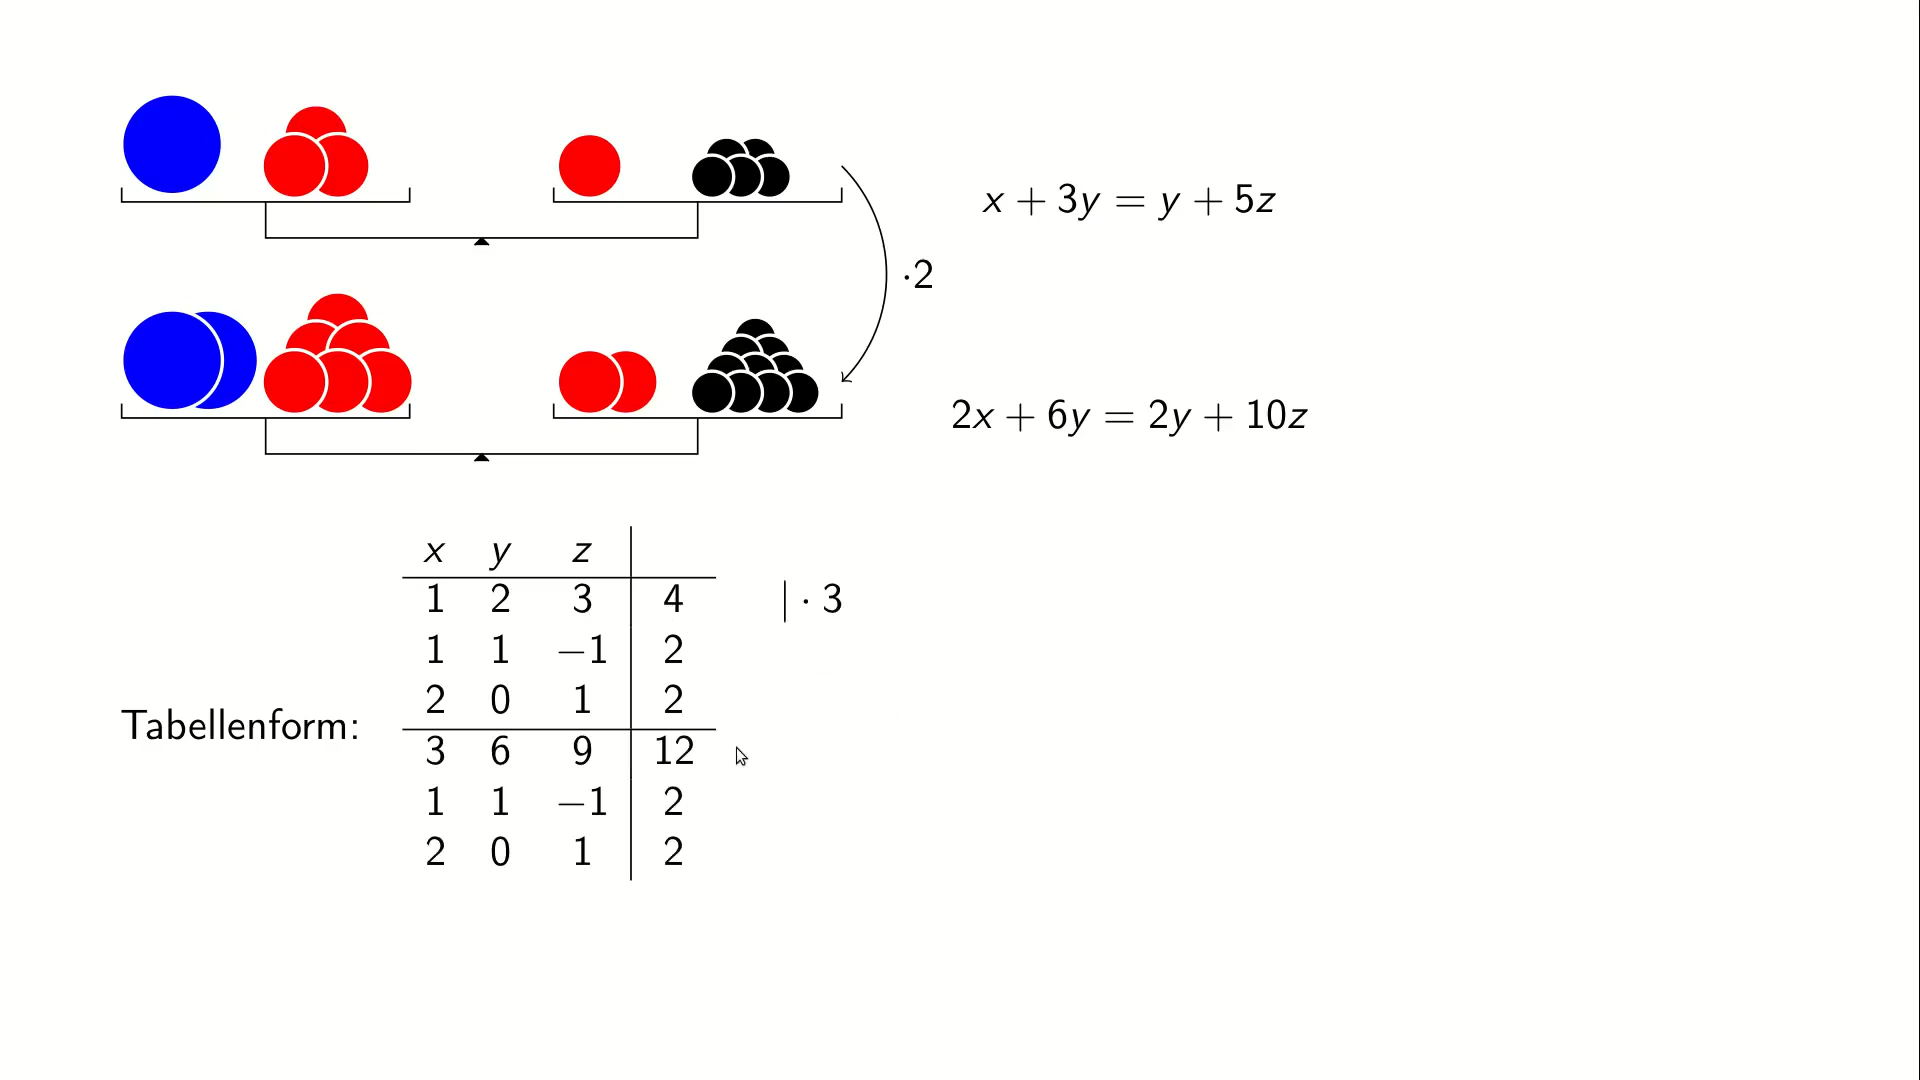 x + 3y = y + 5z
·2
2x + 6y = 2y + 10z
x y z
1 2 3 4 | · 3
1 1 −1 2
2 0 1 2
Tabellenform:
3 6 9 12
1 1 −1 2
2 0 1 2